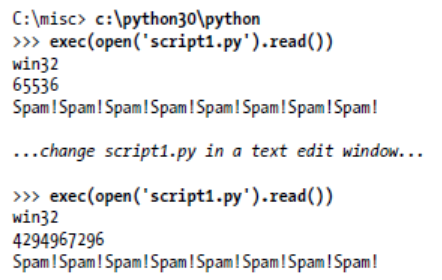 C:\misc> c:\python30\python
>>> exec(open('script1.py').read())
win32
65536
Spam!Spam!Spam!Spam!Spam!Spam!Spam!Spam!

...change script1.py in a text edit window...

>>> exec(open('script1.py').read())
win32
4294967296
Spam!Spam!Spam!Spam!Spam!Spam!Spam!Spam!